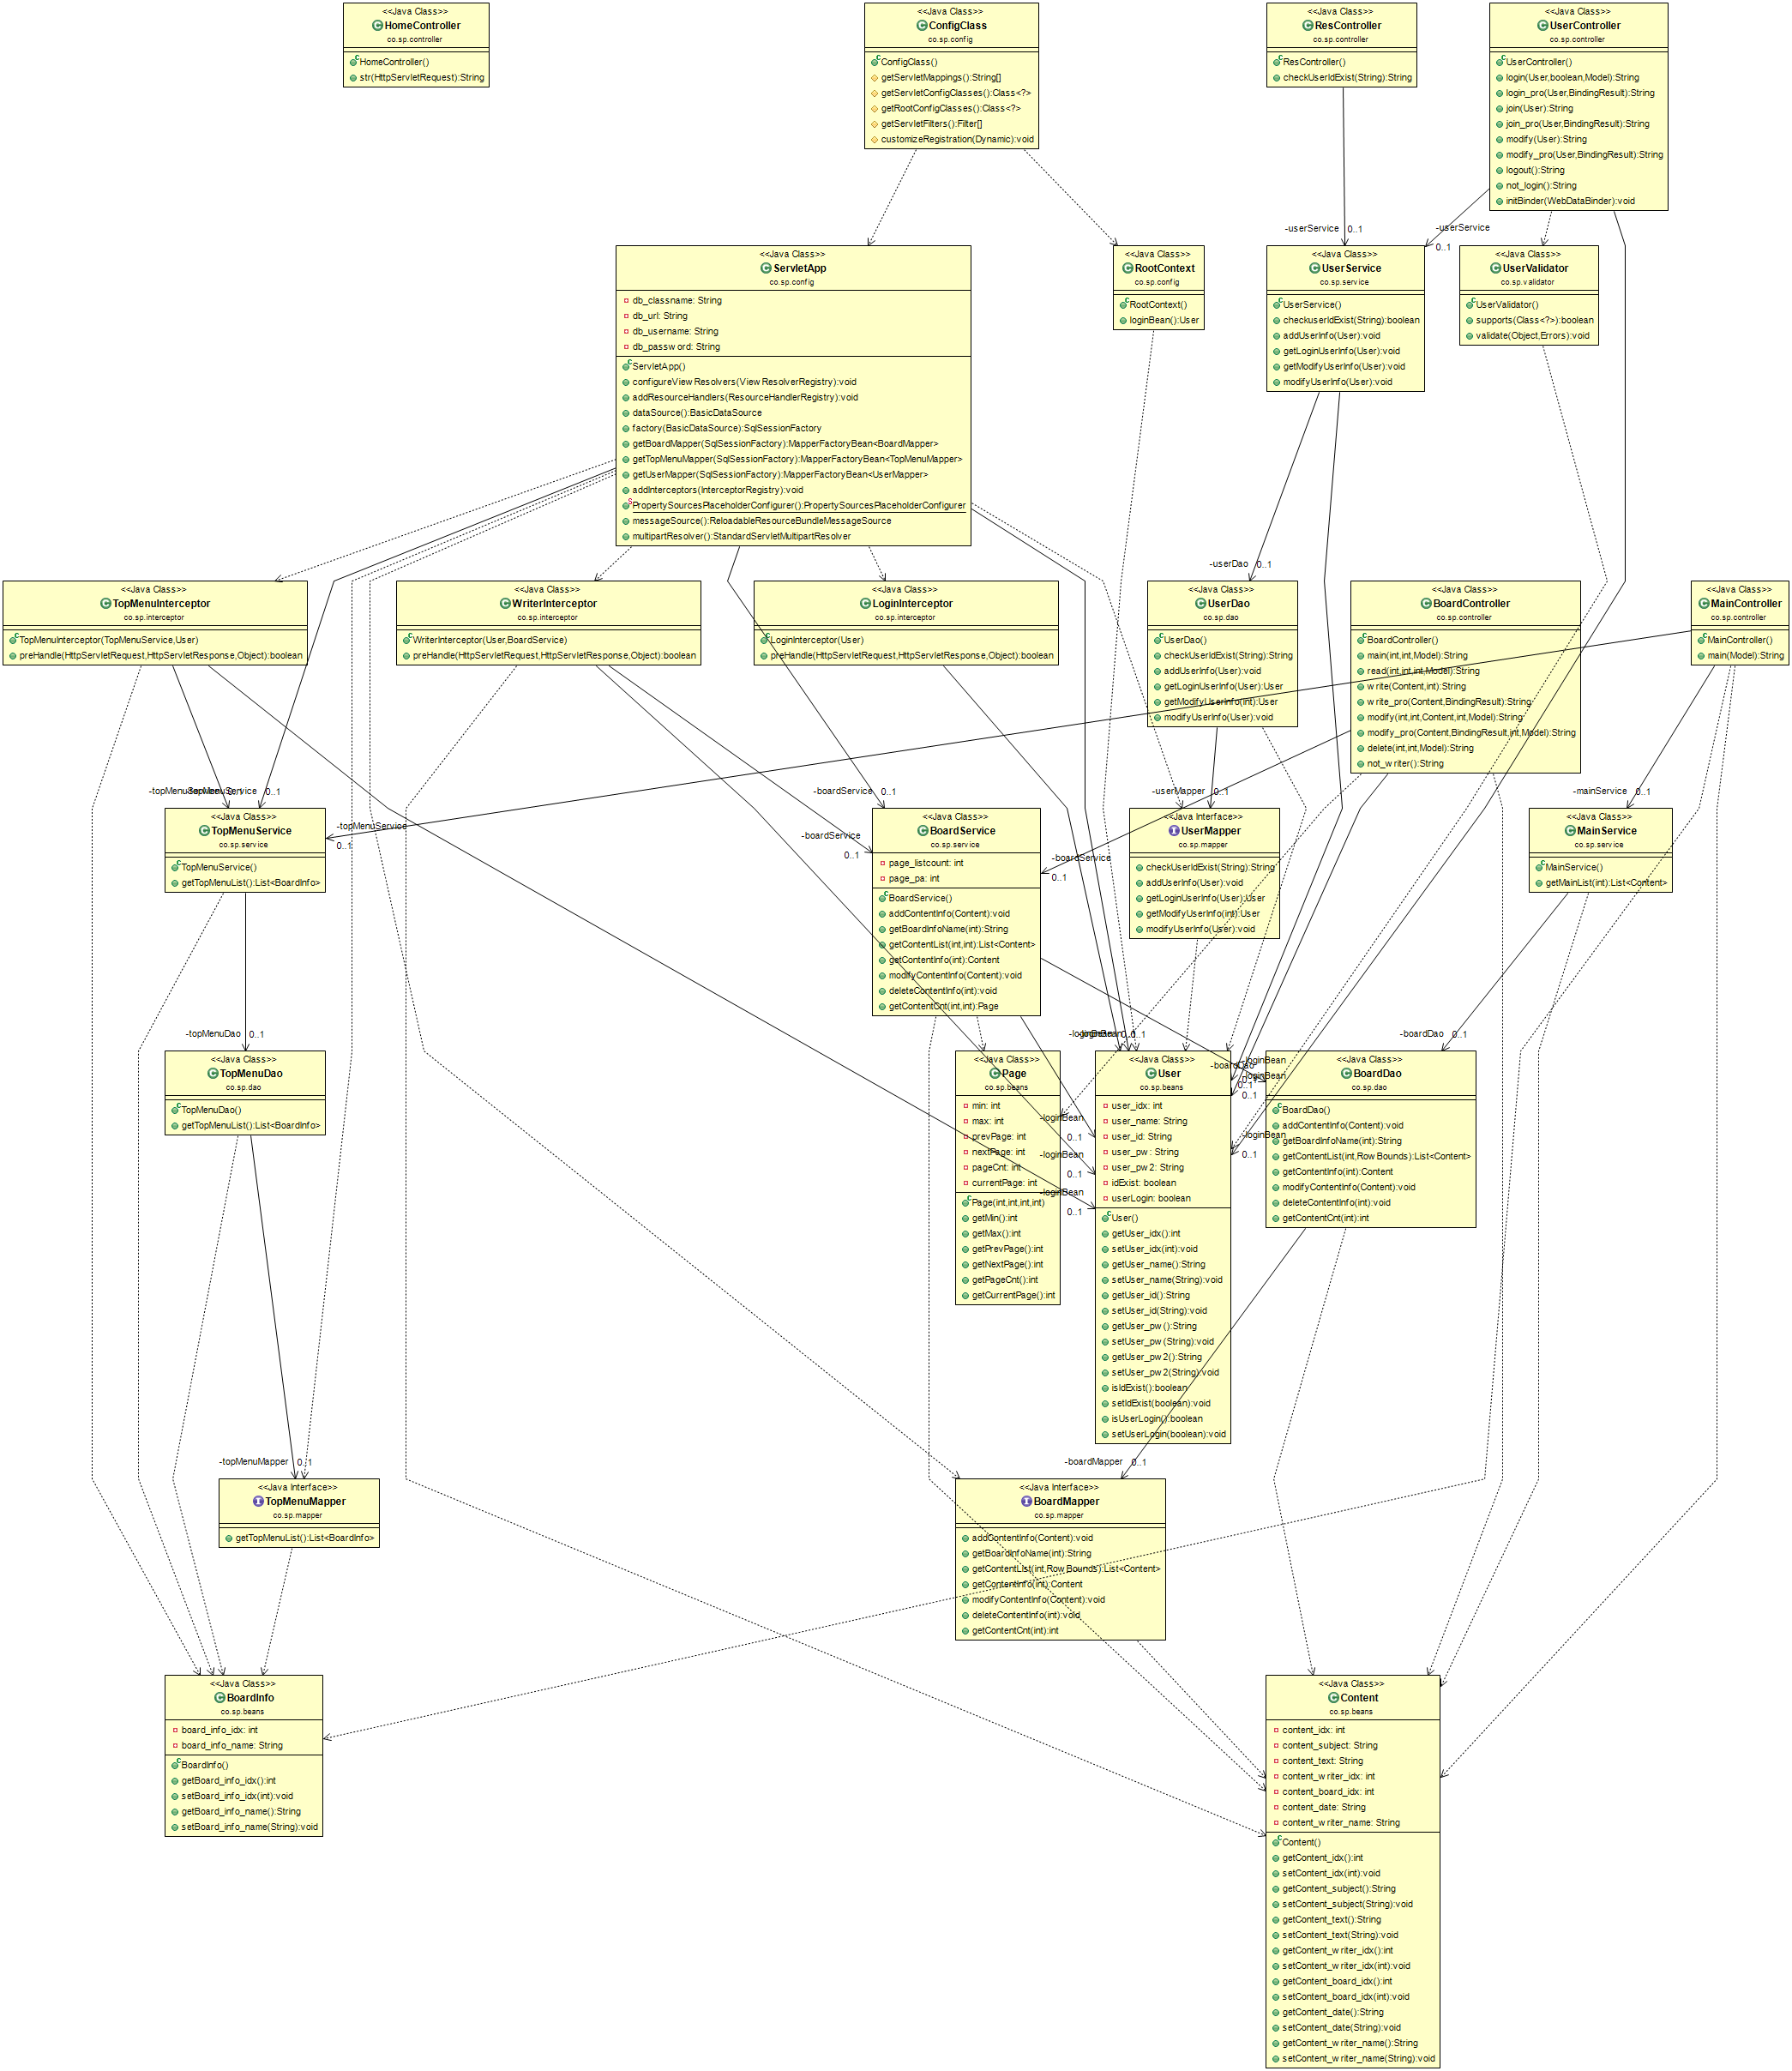 <<Java Class>>
HomeController
co.sp.controller
HomeController()
str(HttpServletRequest):String
<<Java Class>>
ConfigClass
co.sp.config
ConfigClass()
getServletMappings():String[]
getServletConfigClasses():Class<?>
getRootConfigClasses():Class<?>
getServletFilters():Filter[]
customizeRegistration(Dynamic):void
<<Java Class>>
ResController
co.sp.controller
ResController()
checkUserIdExist(String):String
<<Java Class>>
UserController
co.sp.controller
UserController()
login(User,boolean,Model):String
login_pro(User,BindingResult):String
join(User):String
join_pro(User,BindingResult):String
modify(User):String
modify_pro(User,BindingResult):String
logout():String
not_login():String
initBinder(WebDataBinder):void
-userService 0..1
-userService
0..1
<<Java Class>>
ServletApp
co.sp.config
db_classname: String
db_url: String
db_username: String
db_password: String
ServletApp()
configureViewResolvers(ViewResolverRegistry):void
addResourceHandlers(ResourceHandlerRegistry):void
dataSource():BasicDataSource
factory(BasicDataSource):SqlSessionFactory
getBoardMapper(SqlSessionFactory):MapperFactoryBean<BoardMapper>
getTopMenuMapper(SqlSessionFactory):MapperFactoryBean<TopMenuMapper>
getUserMapper(SqlSessionFactory):MapperFactoryBean<UserMapper>
addInterceptors(InterceptorRegistry):void
PropertySourcesPlaceholderConfigurer():PropertySourcesPlaceholderConfigurer
messageSource():ReloadableResourceBundleMessageSource
multipartResolver():StandardServletMultipartResolver
<<Java Class>>
RootContext
co.sp.config
RootContext()
loginBean():User
<<Java Class>>
UserService
co.sp.service
UserService()
checkuserIdExist(String):boolean
addUserInfo(User):void
getLoginUserInfo(User):void
getModifyUserInfo(User):void
modifyUserInfo(User):void
<<Java Class>>
UserValidator
co.sp.validator
UserValidator()
supports(Class<?>):boolean
validate(Object,Errors):void
-userDao 0..1
<<Java Class>>
TopMenuInterceptor
co.sp.interceptor
TopMenuInterceptor(TopMenuService,User)
preHandle(HttpServletRequest,HttpServletResponse,Object):boolean
<<Java Class>>
WriterInterceptor
co.sp.interceptor
WriterInterceptor(User,BoardService)
preHandle(HttpServletRequest,HttpServletResponse,Object):boolean
<<Java Class>>
LoginInterceptor
co.sp.interceptor
LoginInterceptor(User)
preHandle(HttpServletRequest,HttpServletResponse,Object):boolean
<<Java Class>>
UserDao
co.sp.dao
UserDao()
checkUserIdExist(String):String
addUserInfo(User):void
getLoginUserInfo(User):User
getModifyUserInfo(int):User
modifyUserInfo(User):void
<<Java Class>>
BoardController
co.sp.controller
BoardController()
main(int,int,Model):String
read(int,int,int,Model):String
write(Content,int):String
write_pro(Content,BindingResult):String
modify(int,int,Content,int,Model):String
modify_pro(Content,BindingResult,int,Model):String
delete(int,int,Model):String
not_writer():String
<<Java Class>>
MainController
co.sp.controller
MainController()
main(Model):String
0..1
-topMenuService
0..1
-boardService 0..1
-boardService
0..1
-boardService
0..1
-userMapper 0..1
-mainService 0..1
<<Java Class>>
TopMenuService
co.sp.service
TopMenuService()
getTopMenuList():List<BoardInfo>
<<Java Class>>
BoardService
co.sp.service
page_listcount: int
page_pa: int
BoardService()
addContentInfo(Content):void
getBoardInfoName(int):String
getContentList(int,int):List<Content>
getContentInfo(int):Content
modifyContentInfo(Content):void
deleteContentInfo(int):void
getContentCnt(int,int):Page
<<Java Interface>>
UserMapper
co.sp.mapper
checkUserIdExist(String):String
addUserInfo(User):void
getLoginUserInfo(User):User
getModifyUserInfo(int):User
modifyUserInfo(User):void
<<Java Class>>
MainService
co.sp.service
MainService()
getMainList(int):List<Content>
-topMenuDao 0..1
-boardDao 0..1
<<Java Class>>
TopMenuDao
co.sp.dao
TopMenuDao()
getTopMenuList():List<BoardInfo>
<<Java Class>>
Page
co.sp.beans
min: int
max: int
prevPage: int
nextPage: int
pageCnt: int
currentPage: int
Page(int,int,int,int)
getMin():int
getMax():int
getPrevPage():int
getNextPage():int
getPageCnt():int
getCurrentPage():int
-loginBean
0..1
-loginBean
0..1
-loginBean
0..1
<<Java Class>>
User
co.sp.beans
user_idx: int
user_name: String
user_id: String
user_pw: String
user_pw2: String
idExist: boolean
userLogin: boolean
User()
getUser_idx():int
setUser_idx(int):void
getUser_name():String
setUser_name(String):void
getUser_id():String
setUser_id(String):void
getUser_pw():String
setUser_pw(String):void
getUser_pw2():String
setUser_pw2(String):void
isIdExist():boolean
setIdExist(boolean):void
isUserLogin():boolean
setUserLogin(boolean):void
-boardDao
-loginBean
-loginBean
0..1
-loginBean
0..1
<<Java Class>>
BoardDao
co.sp.dao
BoardDao()
addContentInfo(Content):void
getBoardInfoName(int):String
getContentList(int,RowBounds):List<Content>
getContentInfo(int):Content
modifyContentInfo(Content):void
deleteContentInfo(int):void
getContentCnt(int):int
-topMenuMapper 0..1
-boardMapper 0..1
<<Java Interface>>
TopMenuMapper
co.sp.mapper
getTopMenuList():List<BoardInfo>
<<Java Interface>>
BoardMapper
co.sp.mapper
addContentInfo(Content):void
getBoardInfoName(int):String
getContentList(int,RowBounds):List<Content>
getContentInfo(int):Content
modifyContentInfo(Content):void
deleteContentInfo(int):void
getContentCnt(int):int
<<Java Class>>
BoardInfo
co.sp.beans
board_info_idx: int
board_info_name: String
BoardInfo()
getBoard_info_idx():int
setBoard_info_idx(int):void
getBoard_info_name():String
setBoard_info_name(String):void
<<Java Class>>
Content
co.sp.beans
content_idx: int
content_subject: String
content_text: String
content_writer_idx: int
content_board_idx: int
content_date: String
content_writer_name: String
Content()
getContent_idx():int
setContent_idx(int):void
getContent_subject():String
setContent_subject(String):void
getContent_text():String
setContent_text(String):void
getContent_writer_idx():int
setContent_writer_idx(int):void
getContent_board_idx():int
setContent_board_idx(int):void
getContent_date():String
setContent_date(String):void
getContent_writer_name():String
setContent_writer_name(String):void